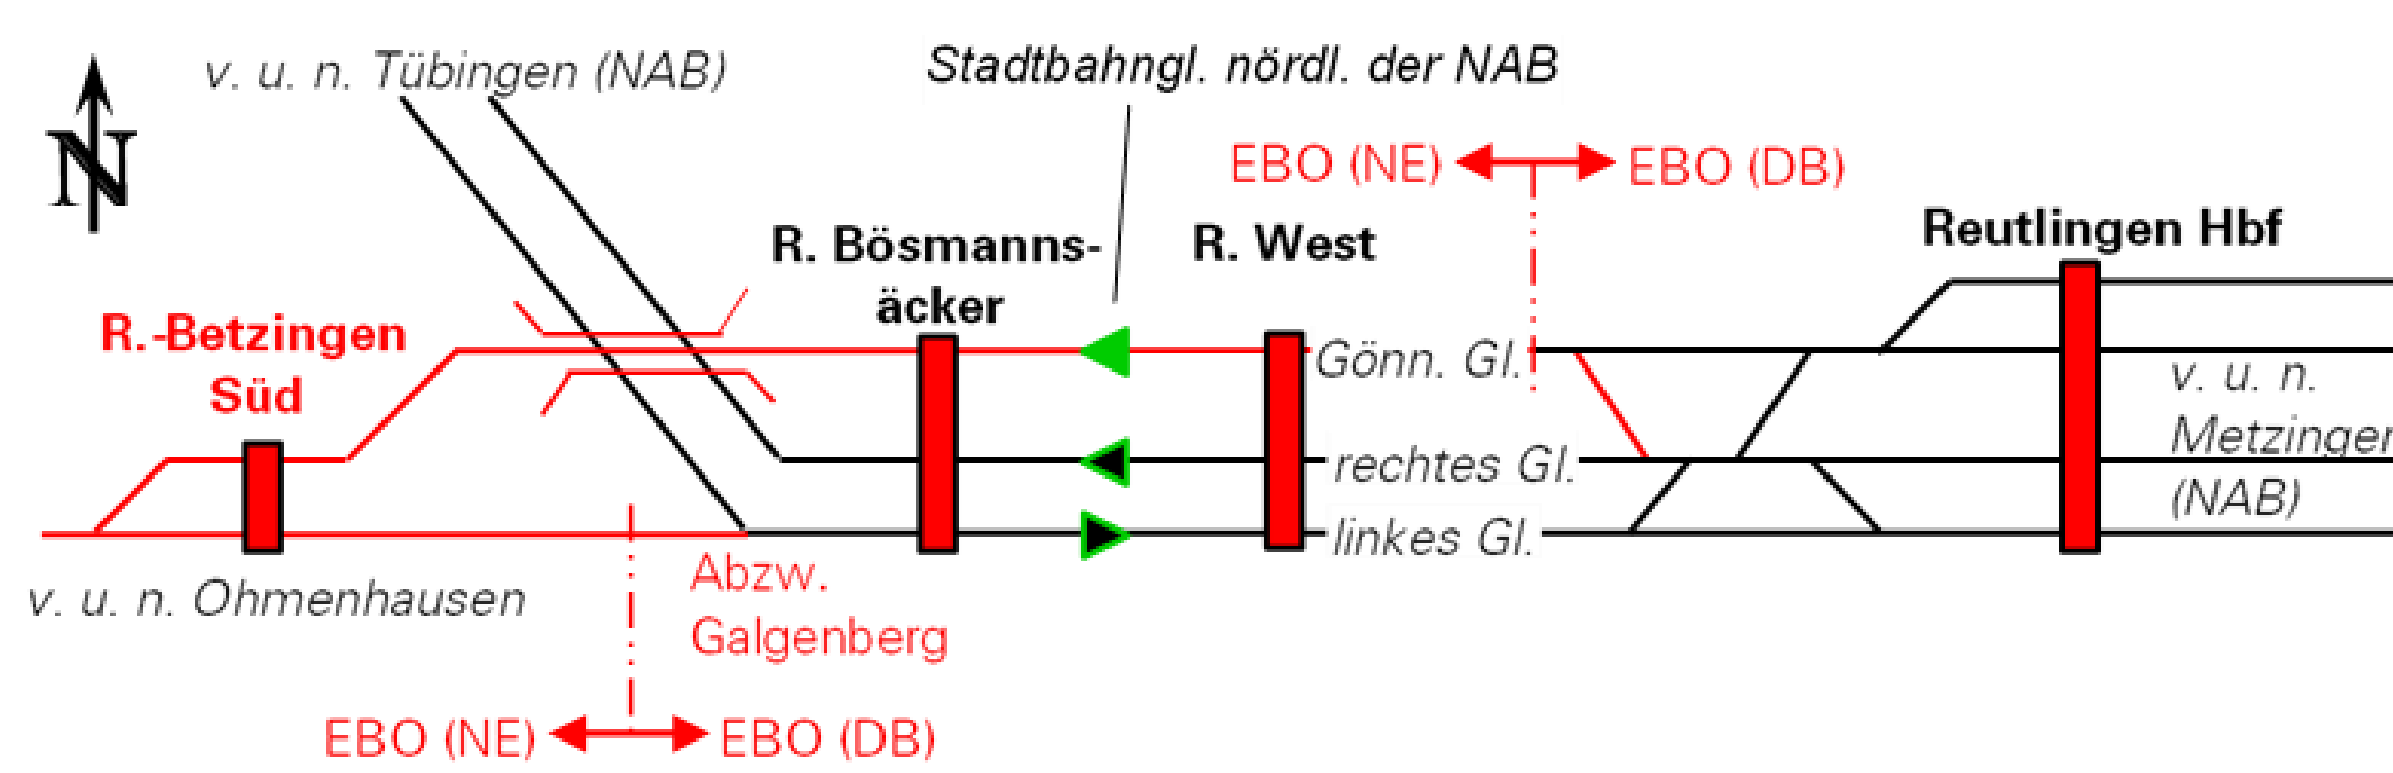 v. u. n. Tübingen (NAB)
Stadtbahngl. nördl. der NAB
N
EBO (NE)
EBO (DB)
R. Bösmanns-
äcker
R. West
Reutlingen Hbf
R.-Betzingen
Süd
Gönn. Gl.
rechtes Gl.
linkes Gl.
v. u. n.
Metzingen
(NAB)
v. u. n. Ohmenhausen
Abzw.
Galgenberg
EBO (NE)
EBO (DB)